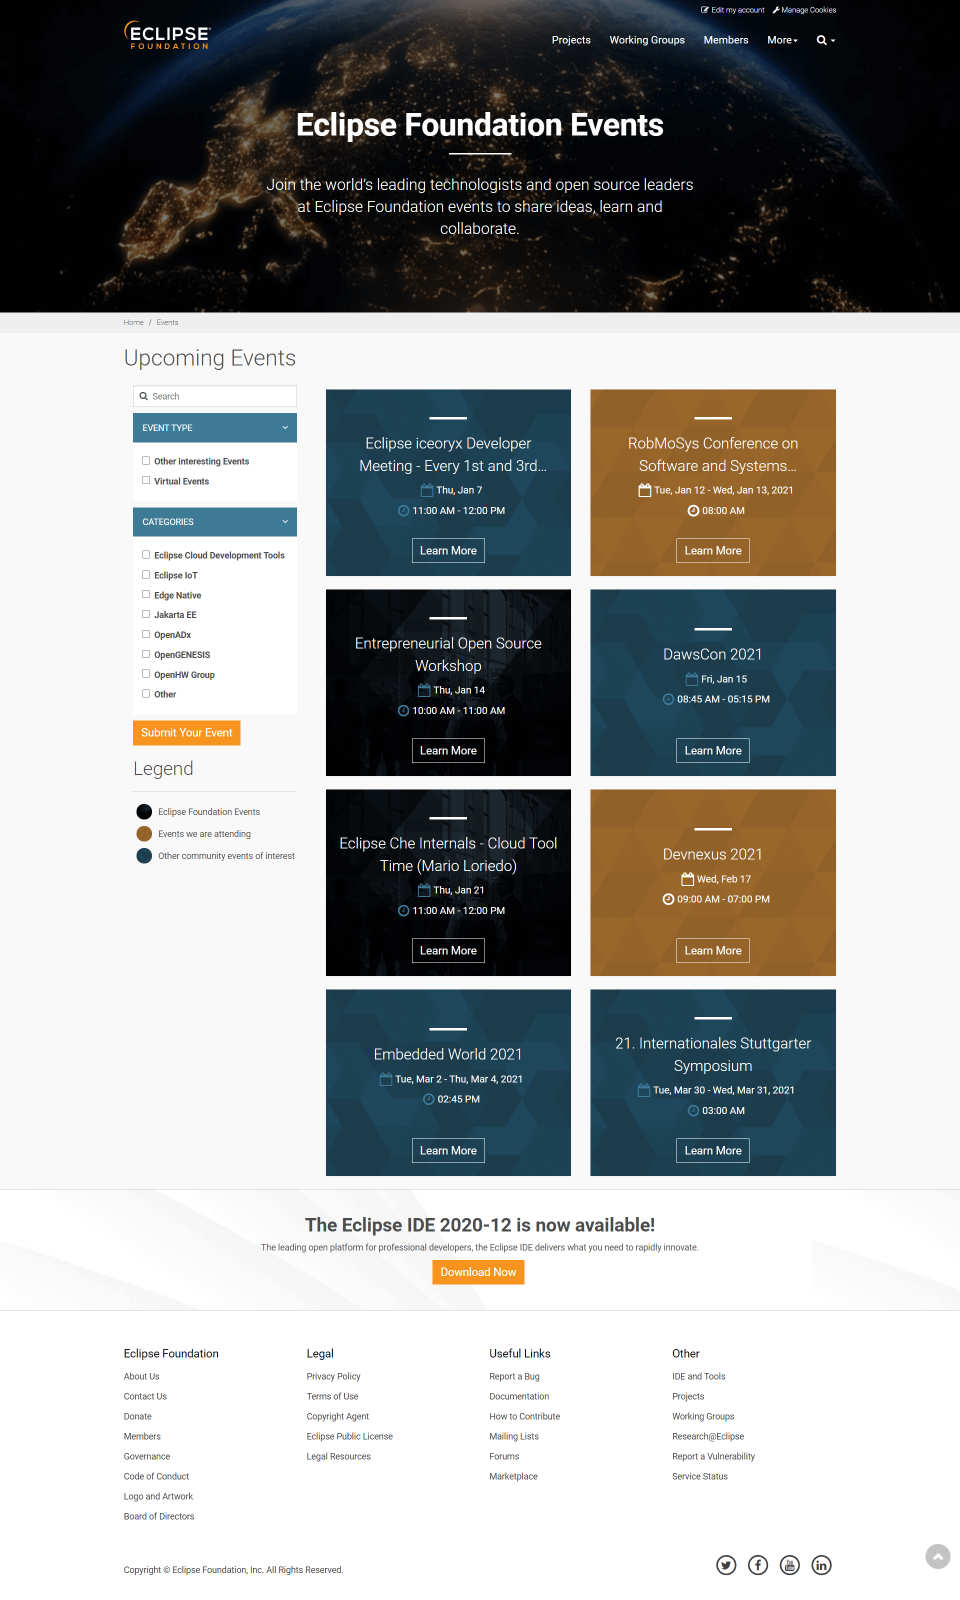 Edit my account Manage Cookies
ECLIPSE
FOUNDATION
Projects Working Groups Members More
Eclipse Foundation Events
Join the world's leading technologists and open source leaders
at Eclipse Foundation events to share ideas, learn and
collaborate.
Home / Events
Upcoming Events
Search
EVENT TYPE
Other interesting Events
Virtual Events
CATEGORIES
Eclipse Cloud Development Tools
Eclipse IoT
Edge Native
Jakarta EE
OpenADx
OpenGENESIS
OpenHW Group
Other
Submit Your Event
Legend
Eclipse Foundation Events
Events we are attending
Other community events of interest
Eclipse iceoryx Developer
Meeting - Every 1st and 3rd...
Thu, Jan 7
11:00 AM - 12:00 PM
Learn More
RobMoSys Conference on
Software and Systems...
Tue, Jan 12 - Wed, Jan 13, 2021
08:00 AM
Learn More
Entrepreneurial Open Source
Workshop
Thu, Jan 14
10:00 AM - 11:00 AM
Learn More
DawsCon 2021
Fri, Jan 15
08:45 AM - 05:15 PM
Learn More
Eclipse Che Internals - Cloud Tool
Time (Mario Loriedo)
Thu, Jan 21
11:00 AM - 12:00 PM
Learn More
Devnexus 2021
Wed, Feb 17
09:00 AM - 07:00 PM
Learn More
Embedded World 2021
Tue, Mar 2 - Thu, Mar 4, 2021
02:45 PM
Learn More
21. Internationales Stuttgarter
Symposium
Tue, Mar 30 - Wed, Mar 31, 2021
03:00 AM
Learn More
The Eclipse IDE 2020-12 is now available!
The leading open platform for professional developers, the Eclipse IDE delivers what you need to rapidly innovate.
Download Now
Eclipse Foundation
About Us
Contact Us
Donate
Members
Governance
Code of Conduct
Logo and Artwork
Board of Directors
Legal
Privacy Policy
Terms of Use
Copyright Agent
Eclipse Public License
Legal Resources
Useful Links
Report a Bug
Documentation
How to Contribute
Mailing Lists
Forums
Marketplace
Other
IDE and Tools
Projects
Working Groups
Research@Eclipse
Report a Vulnerability
Service Status
Copyright © Eclipse Foundation, Inc. All Rights Reserved.